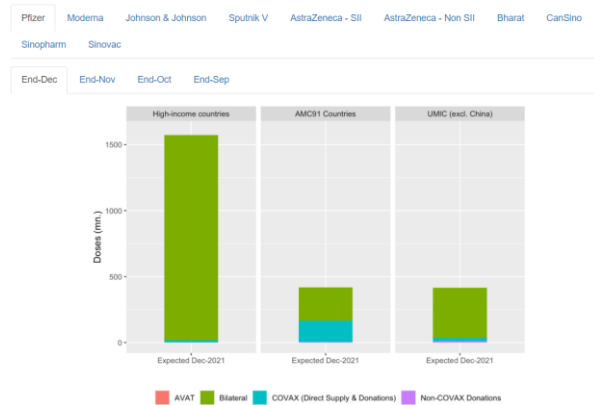 Pfizer Moderna Johnson & Johnson Sputnik V AstraZeneca - SII AstraZeneca - Non SII Bharat CanSino
Sinopharm Sinovac
End-Dec End-Nov End-Oct End-Sep
High-income countries AMC91 Countries UMIC (excl. China)
Doses (mn.)
1500
1000
500
0
Expected Dec-2021 Expected Dec-2021 Expected Dec-2021
AVAT Bilateral COVAX (Direct Supply & Donations) Non-COVAX Donations